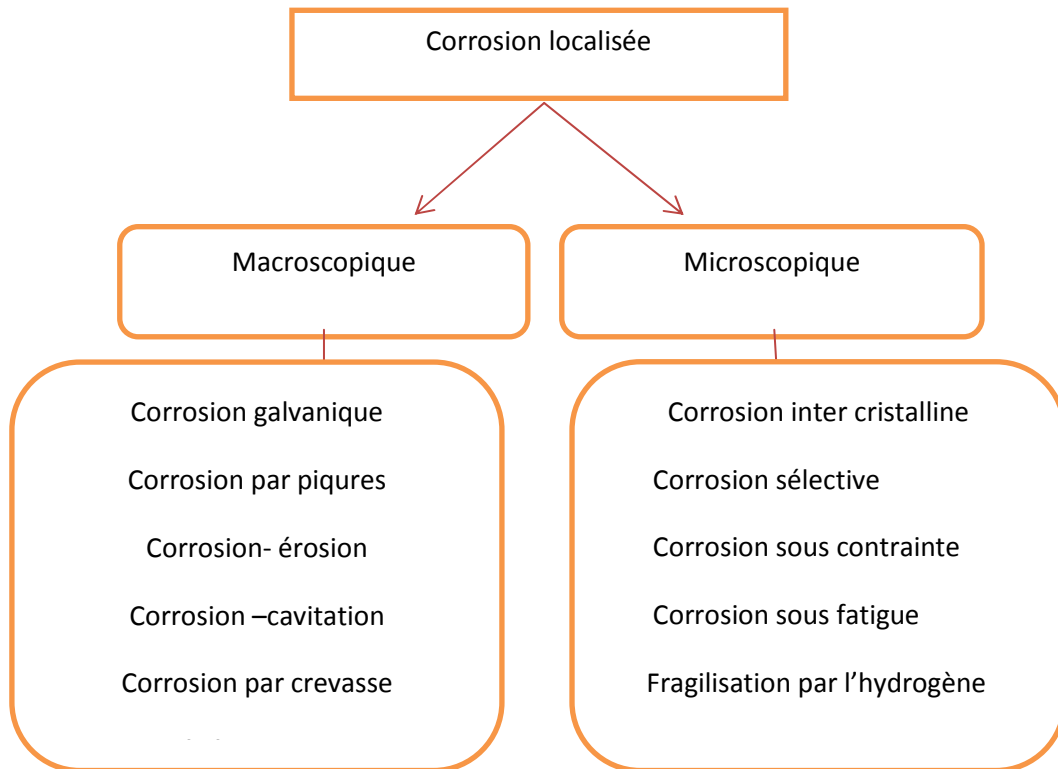 Corrosion localisée
Macroscopique
Microscopique
Corrosion galvanique
Corrosion par piqures
Corrosion- érosion
Corrosion –cavitation
Corrosion par crevasse
Corrosion inter cristalline
Corrosion sélective
Corrosion sous contrainte
Corrosion sous fatigue
Fragilisation par l’hydrogène